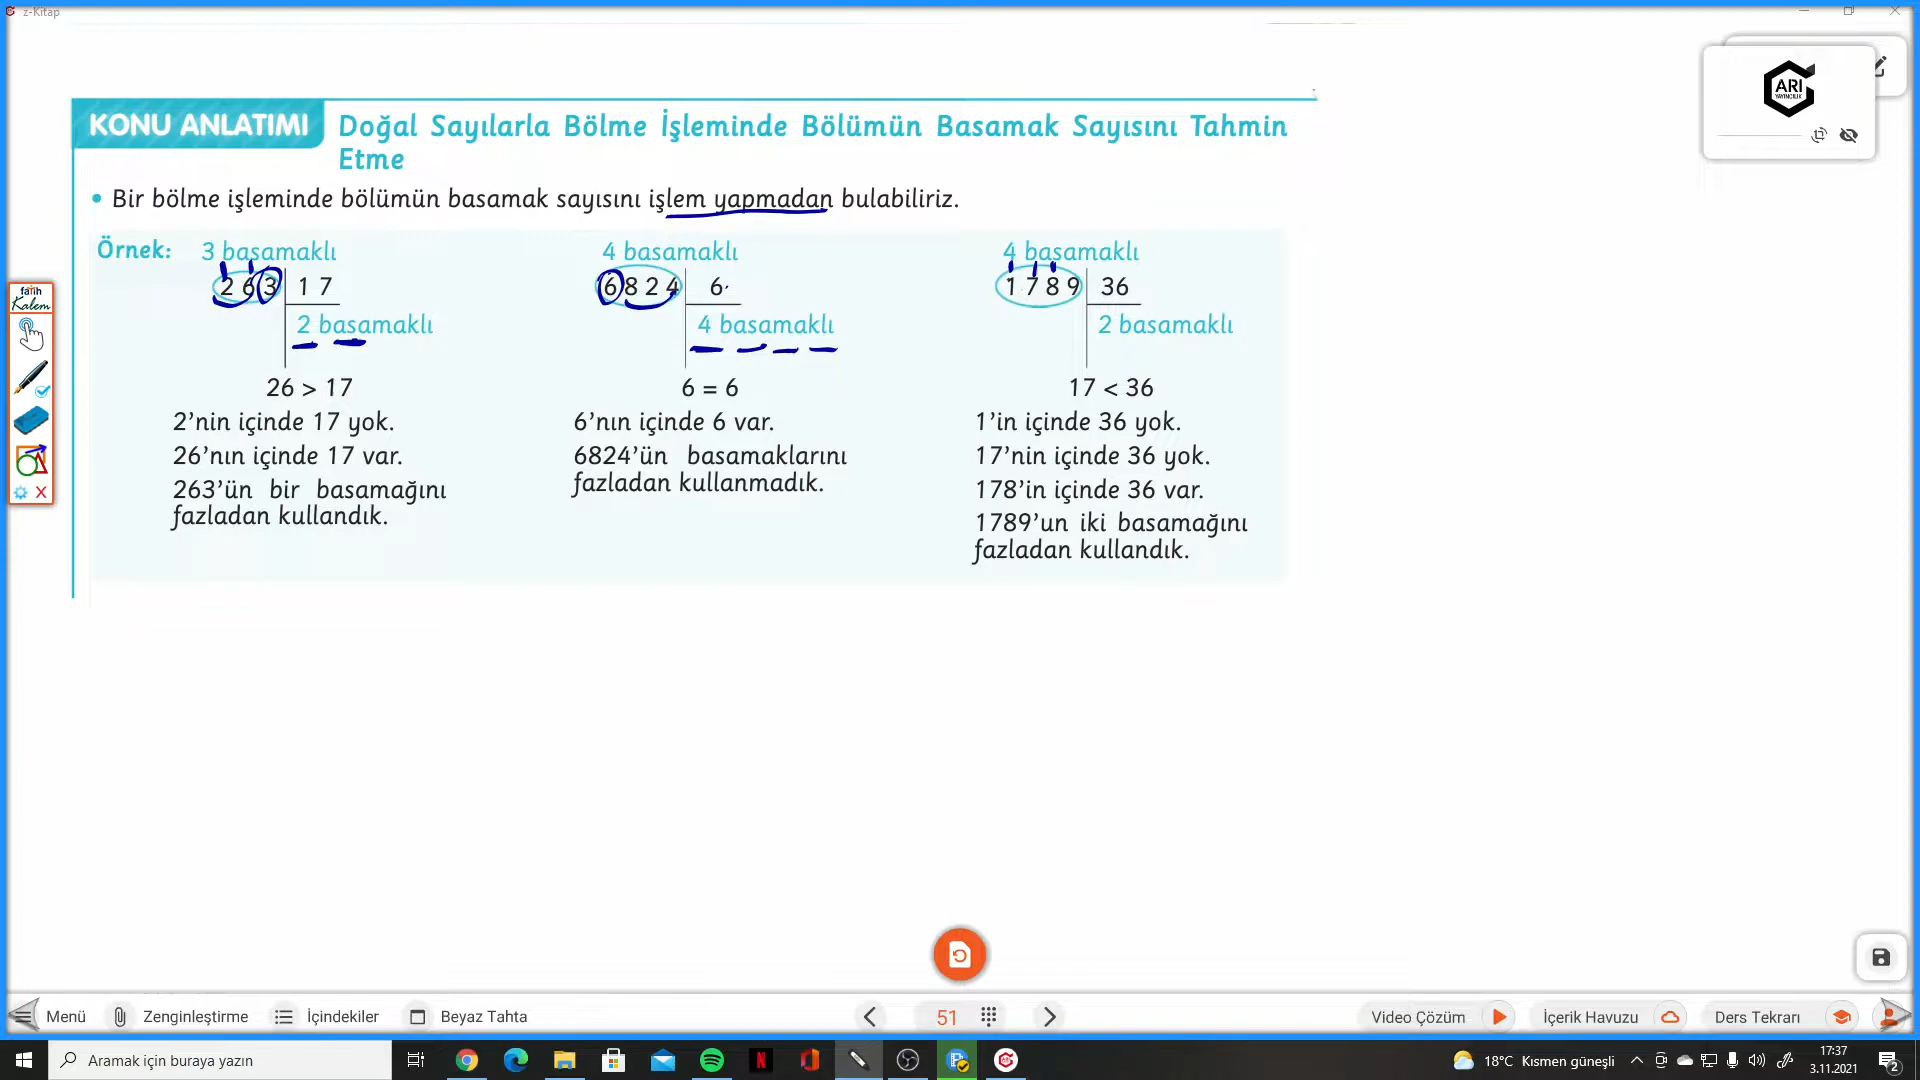 z-Kitap
ARI
YAYINCILIK
KONU ANLATIMI
Doğal Sayılarla Bölme İşleminde Bölümün Basamak Sayısını Tahmin
Etme
• Bir bölme işleminde bölümün basamak sayısını işlem yapmadan bulabiliriz.
Örnek:
3 basamaklı
263 17
2 basamaklı
26 > 17
2’nin içinde 17 yok.
26’nın içinde 17 var.
263’ün bir basamağını
fazladan kullandık.
4 basamaklı
6824 6
4 basamaklı
6 = 6
6’nın içinde 6 var.
6824’ün basamaklarını
fazladan kullanmadık.
4 basamaklı
1789 36
2 basamaklı
17 < 36
1’in içinde 36 yok.
17’nin içinde 36 yok.
178’in içinde 36 var.
1789’un iki basamağını
fazladan kullandık.
fatih
Kalem
Menü Zenginleştirme İçindekiler Beyaz Tahta 51 Video Çözüm İçerik Havuzu Ders Tekrarı
Aramak için buraya yazın
18°C Kısmen güneşli
17:37
3.11.2021
2